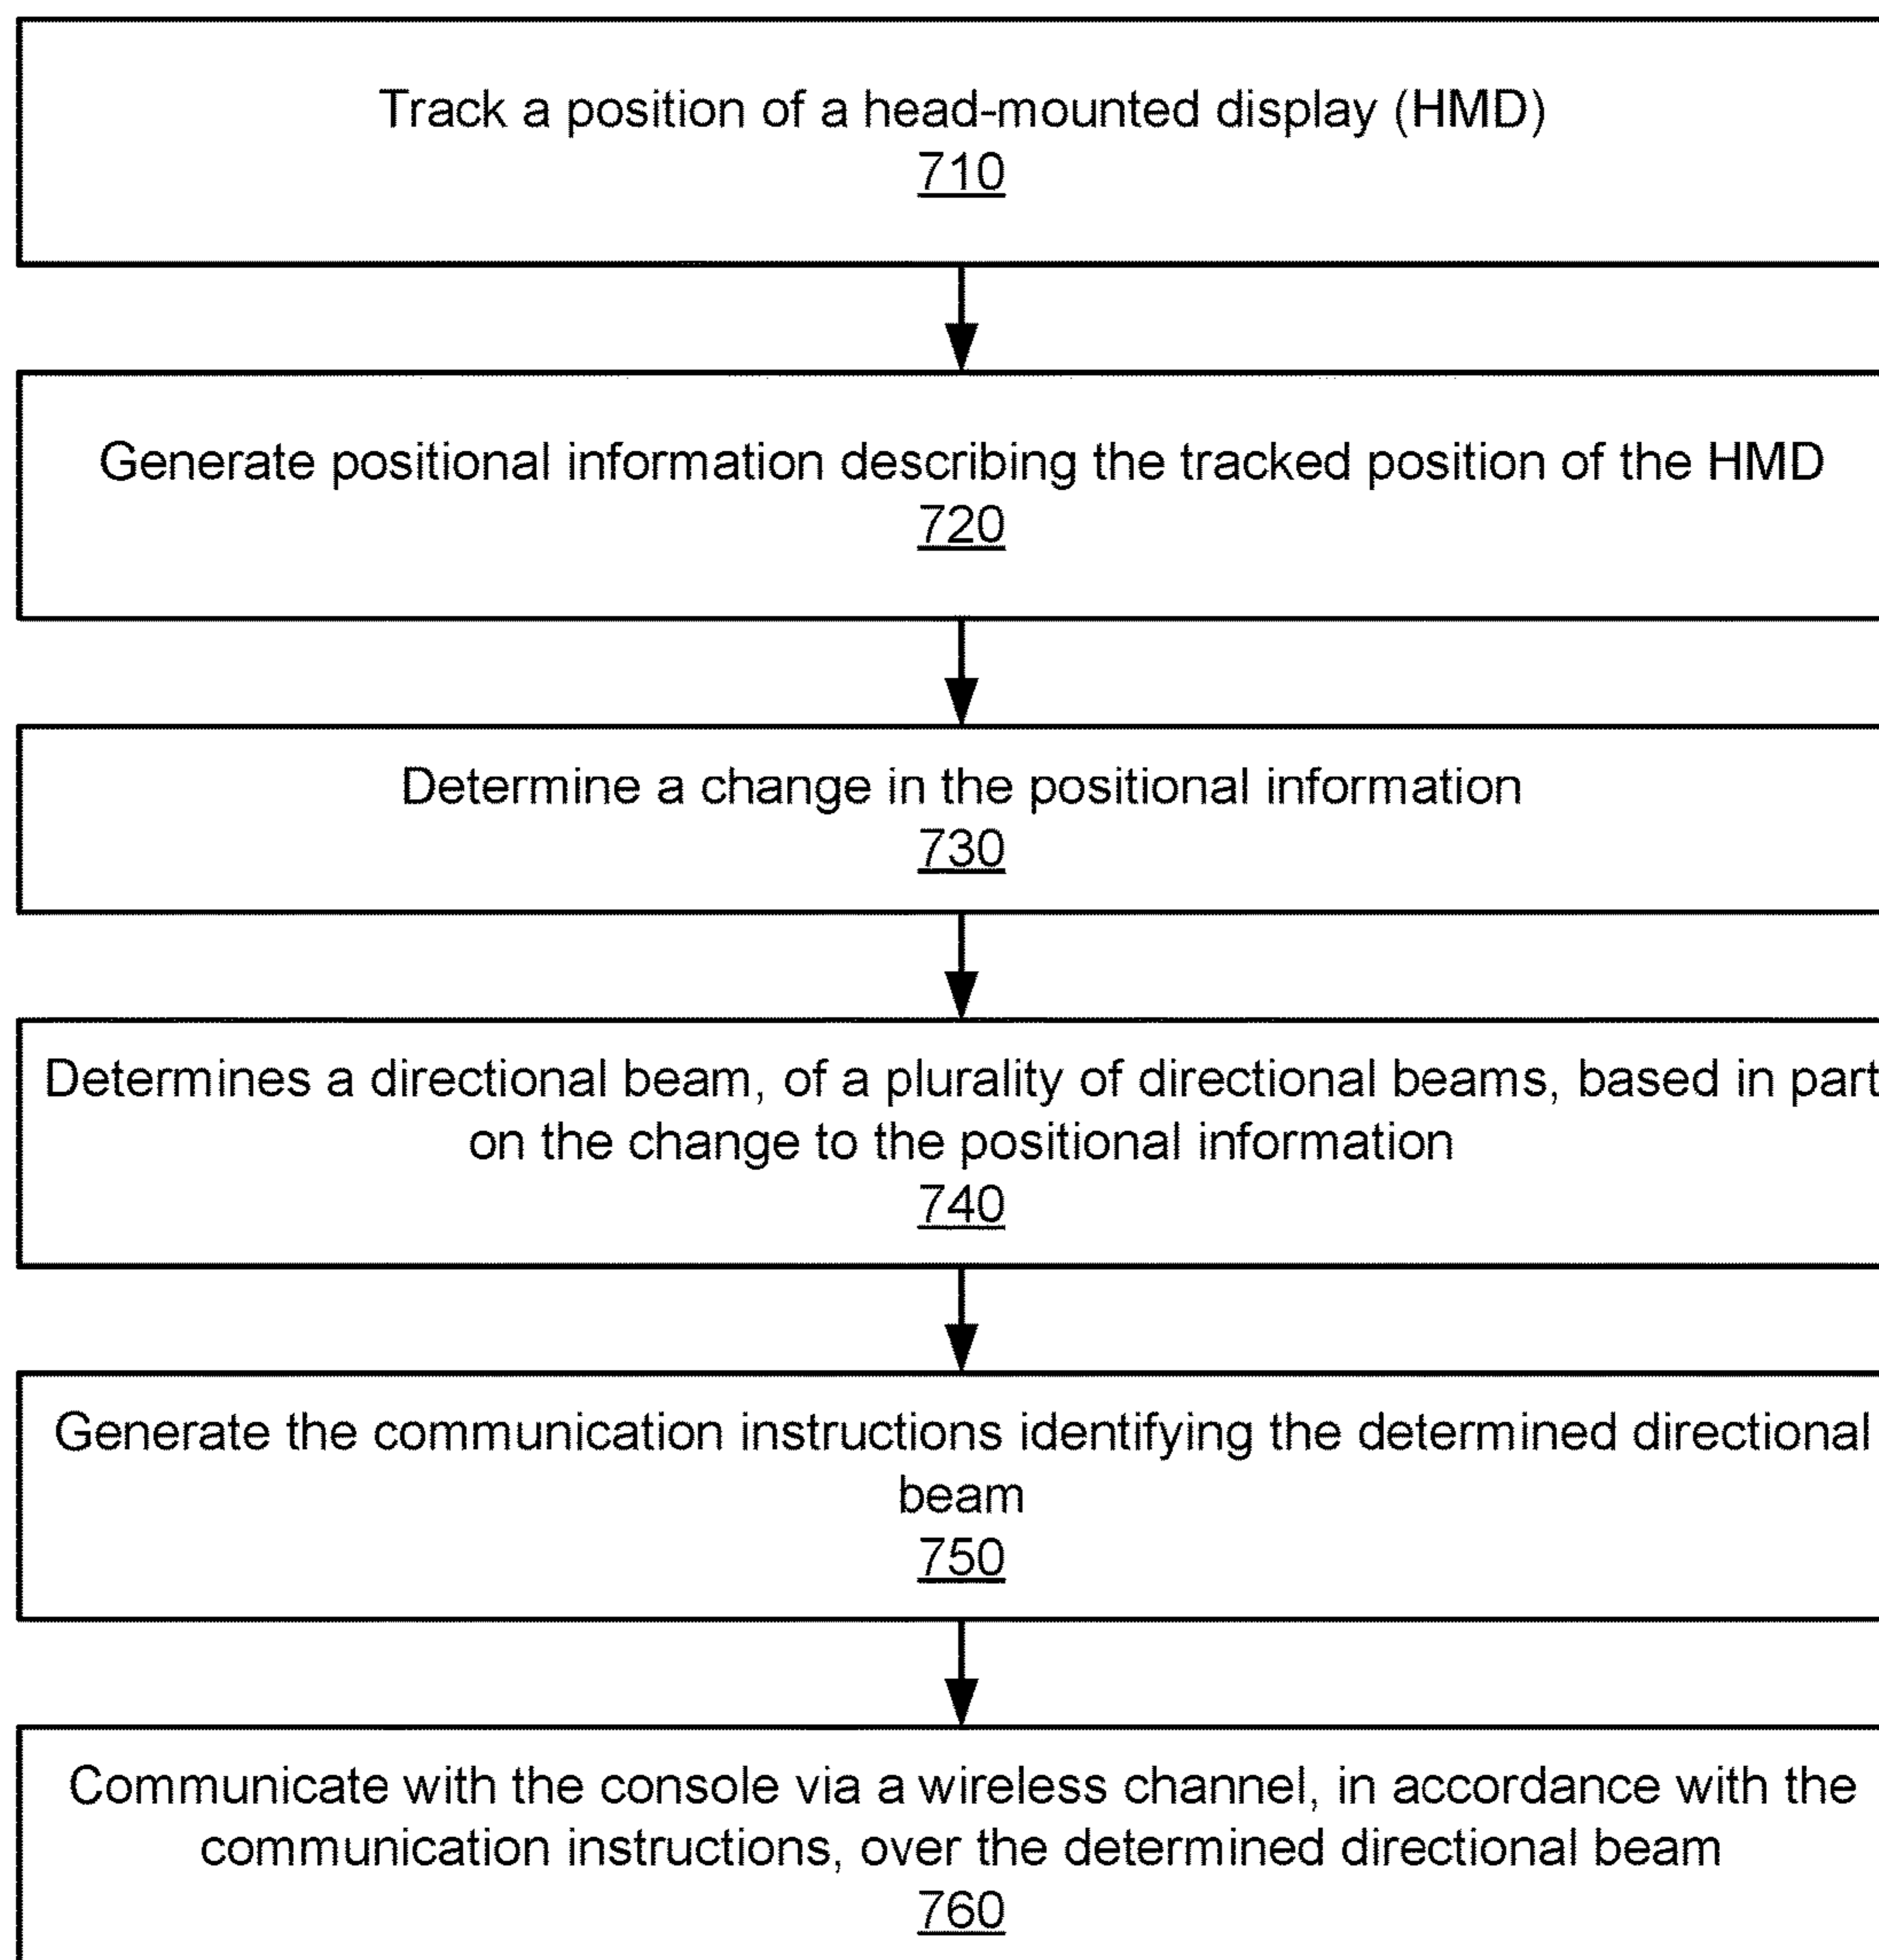 Track a position of a head-mounted display (HMD)
710
Generate positional information describing the tracked position of the HMD
720
Determine a change in the positional information
730
Determines a directional beam, of a plurality of directional beams, based in part
on the change to the positional information
740
Generate the communication instructions identifying the determined directional
beam
750
Communicate with the console via a wireless channel, in accordance with the
communication instructions, over the determined directional beam
760